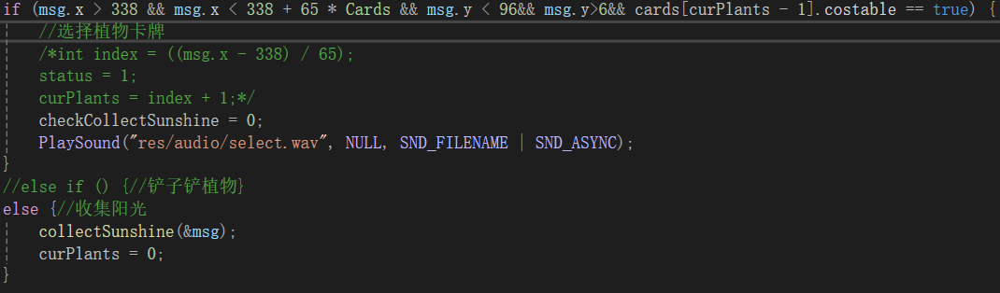 if (msg.x > 338 && msg.x < 338 + 65 * Cards && msg.y < 96&& msg.y>6&& cards[curPlants - 1].costable == true) {
//选择植物卡牌
/*int index = ((msg.x - 338) / 65);
status = 1;
curPlants = index + 1;*/
checkCollectSunshine = 0;
PlaySound("res/audio/select.wav", NULL, SND_FILENAME | SND_ASYNC);
}
//else if () {//铲子铲植物}
else {//收集阳光
collectSunshine(&msg);
curPlants = 0;
}